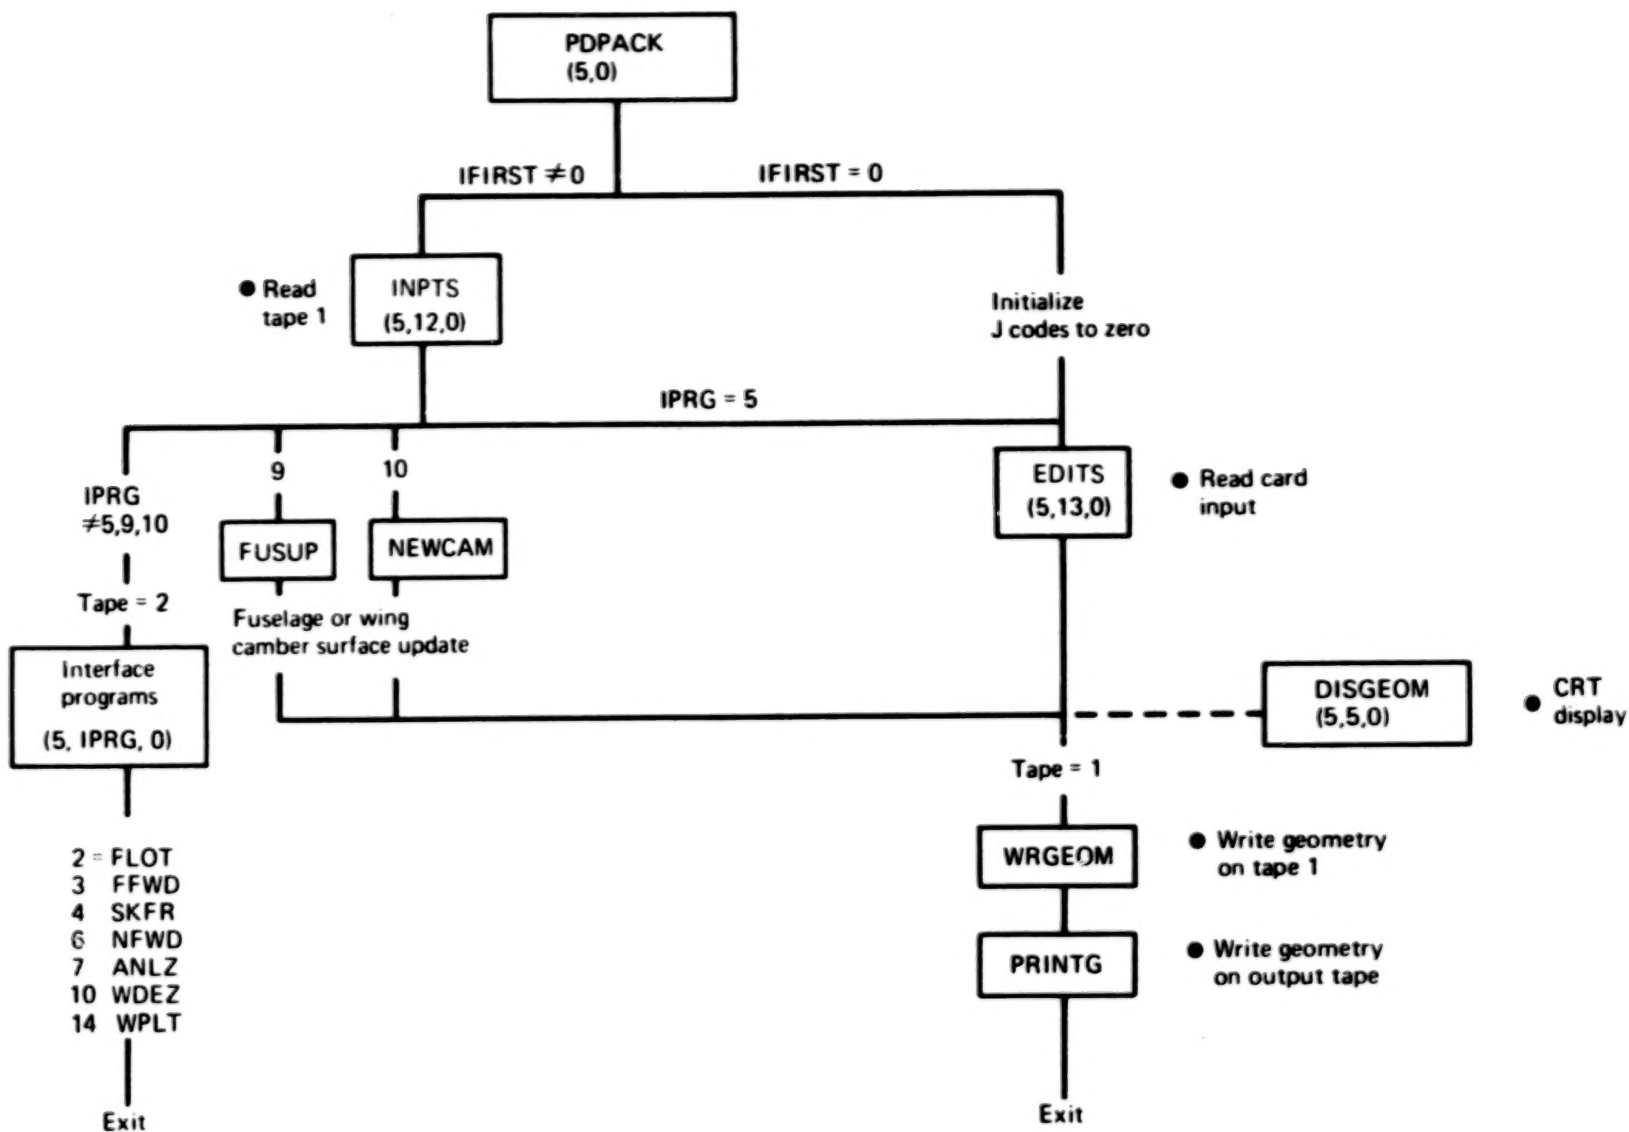 PDPACK
(5,0)
IFIRST ≠0
IFIRST = 0
● Read
tape 1
INPTS
(5,12,0)
Initialize
J codes to zero
IPRG = 5
IPRG
≠5,9,10
9
10
FUSUP
NEWCAM
EDITS
(5,13,0)
● Read card
input
Tape = 2
Fuselage or wing
camber surface update
Interface
programs
(5, IPRG, 0)
DISGEOM
(5,5,0)
● CRT
display
Tape = 1
2 = FLOT
3 FFWD
4 SKFR
6 NFWD
7 ANLZ
10 WDEZ
14 WPLT
WRGEOM
● Write geometry
on tape 1
PRINTG
● Write geometry
on output tape
Exit
Exit